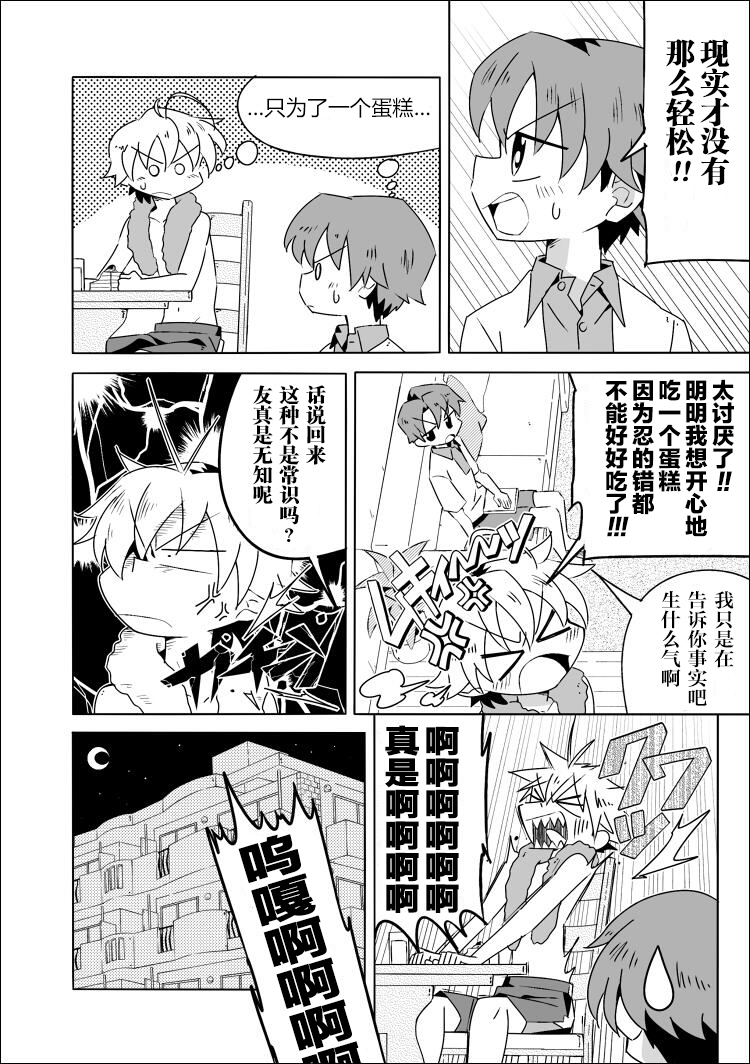 现实才没有
那么轻松!!
…只为了一个蛋糕…
太讨厌了!!
明明我想开心地
吃一个蛋糕
因为忍的错都
不能好好吃了!!!
我只是在
告诉你事实吧
生什么气啊
话说回来
这种不是常识吗?
友真是无知呢
啊啊啊啊啊啊
真是啊啊啊啊
呜嘎啊啊啊啊